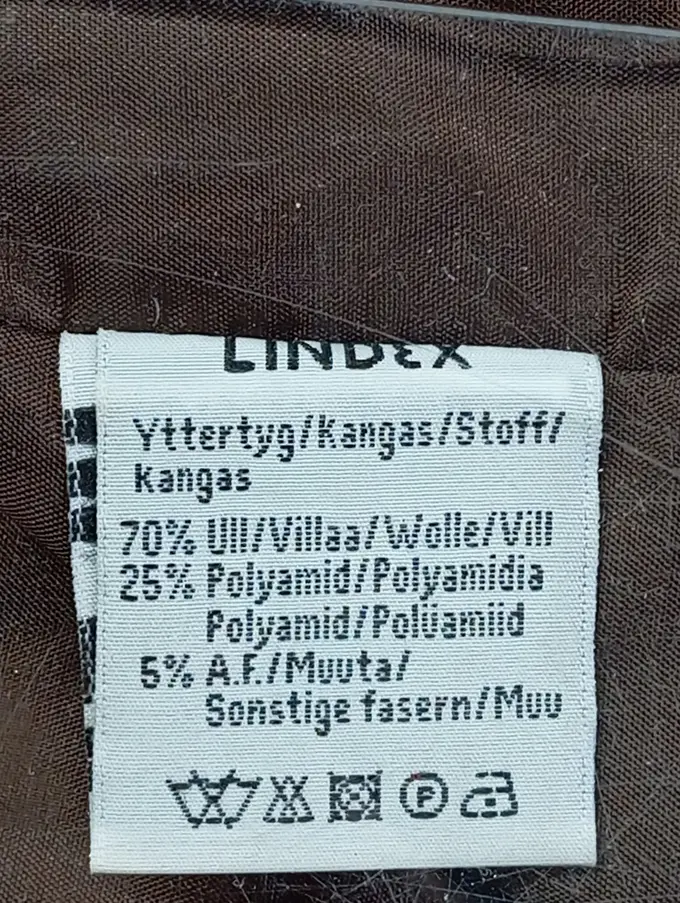 LINDEX
Yttertyg/Kangas/Stoff/
Kangas
70% Ull/Villaa/Wolle/Vill
25% Polyamid/Polyamidia
Polyamid/Polüamiid
5% A.F./Muuta/
Sonstige fasern/Muu
P